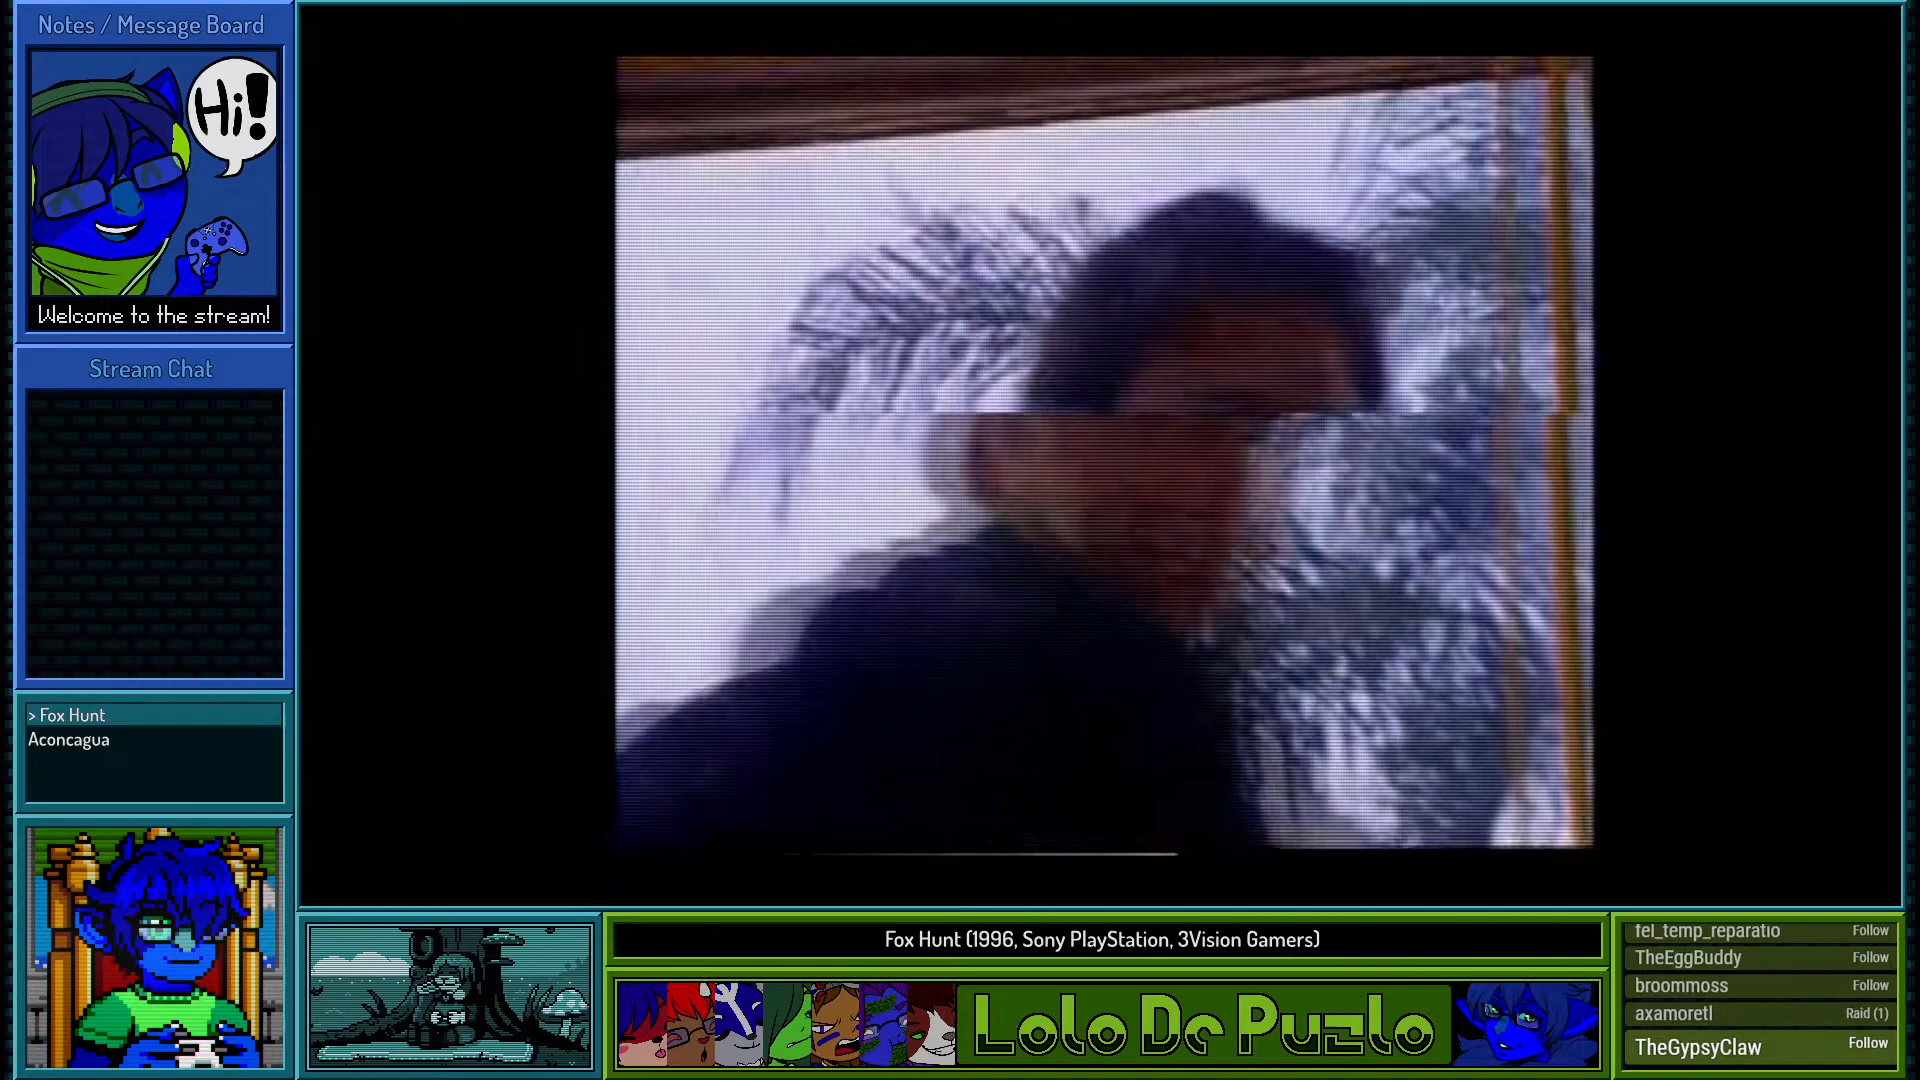 Notes / Message Board
Hi!
Welcome to the stream!
Stream Chat
> Fox Hunt
Aconcagua
Fox Hunt (1996, Sony PlayStation, 3Vision Gamers)
Lolo De Puzlo
fel_temp_reparatio Follow
TheEggBuddy Follow
broommoss Follow
axamoretl Raid (1)
TheGypsyClaw Follow